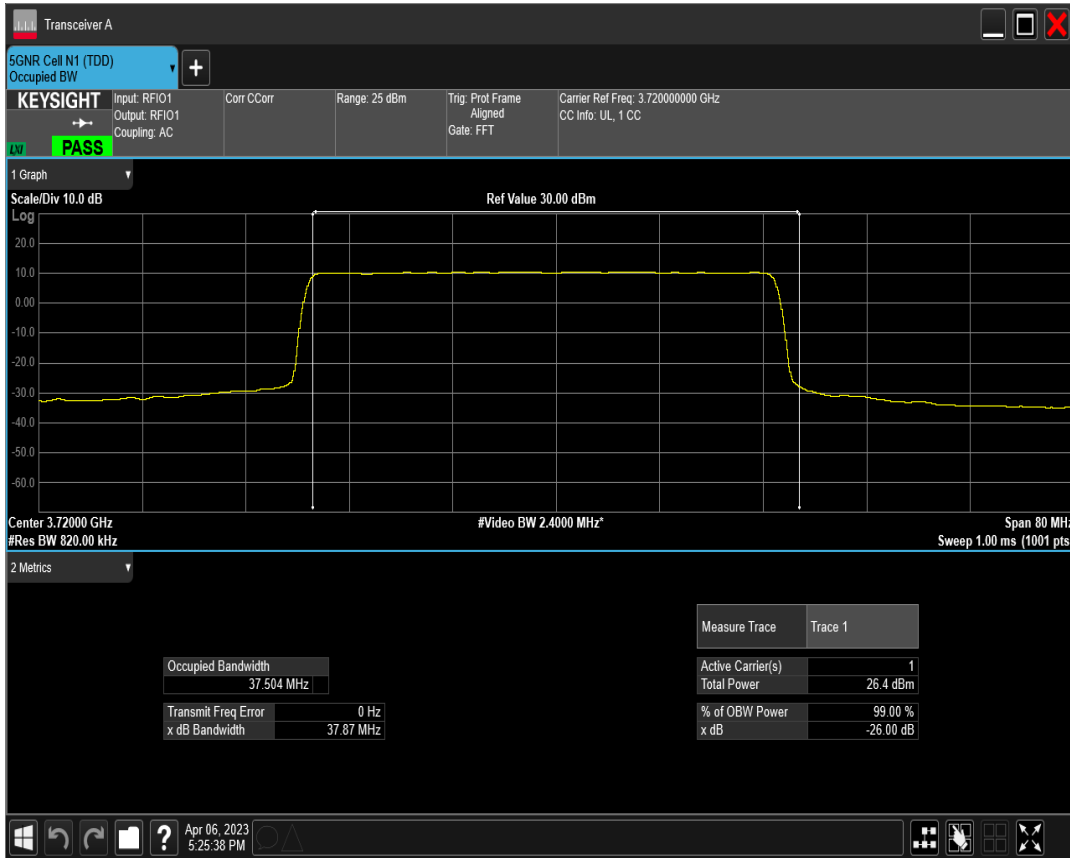 Transceiver A
5GNR Cell N1 (TDD)
Occupied BW
+
KEYSIGHT
LXI
PASS
Input: RFIO1
Output: RFIO1
Coupling: AC
Corr CCorr
Range: 25 dBm
Trig: Prot Frame
Aligned
Gate: FFT
Carrier Ref Freq: 3.720000000 GHz
CC Info: UL, 1 CC
1 Graph
Scale/Div 10.0 dB
Ref Value 30.00 dBm
Log
20.0
10.0
0.00
-10.0
-20.0
-30.0
-40.0
-50.0
-60.0
Center 3.72000 GHz
#Video BW 2.4000 MHz*
Span 80 MHz
#Res BW 820.00 kHz
Sweep 1.00 ms (1001 pts
2 Metrics
Measure Trace Trace 1
Occupied Bandwidth
37.504 MHz
Active Carrier(s) 1
Total Power 26.4 dBm
Transmit Freq Error 0 Hz
x dB Bandwidth 37.87 MHz
% of OBW Power 99.00 %
x dB -26.00 dB
?
Apr 06, 2023
5:25:38 PM